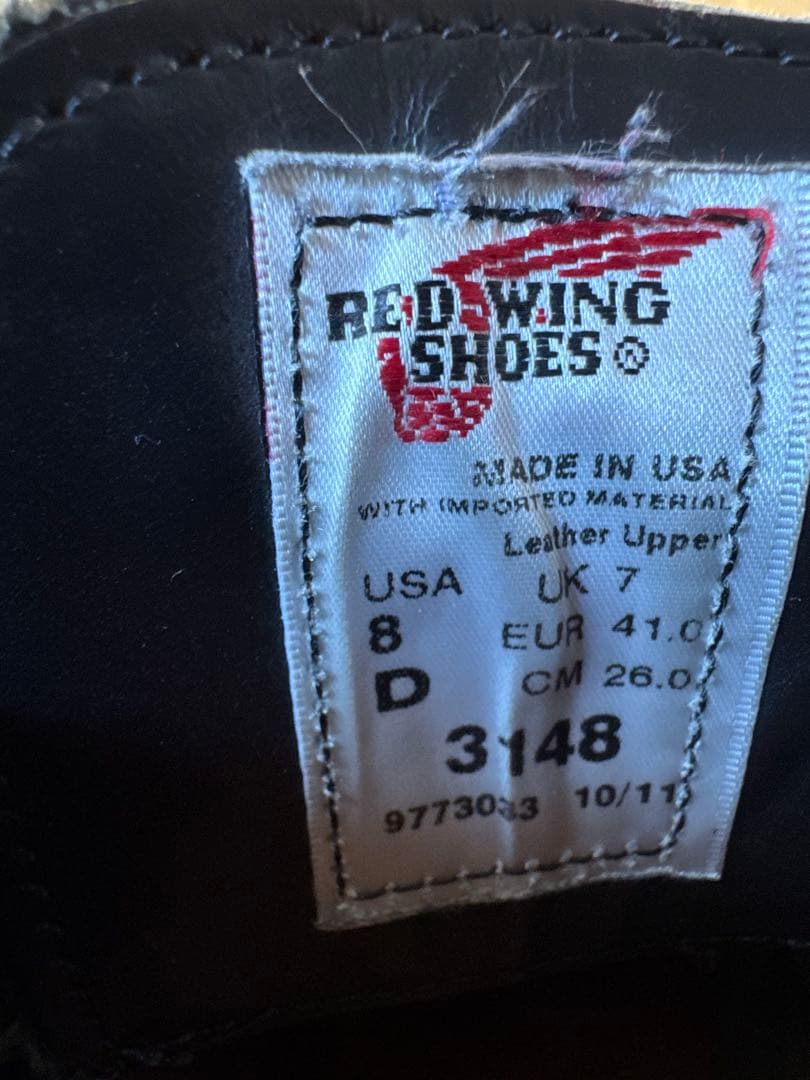 RED WING
SHOES ®
MADE IN USA
WITH IMPORTED MATERIAL
Leather Upper
USA UK 7
8 EUR 41.0
D CM 26.0
3148
9773033 10/11